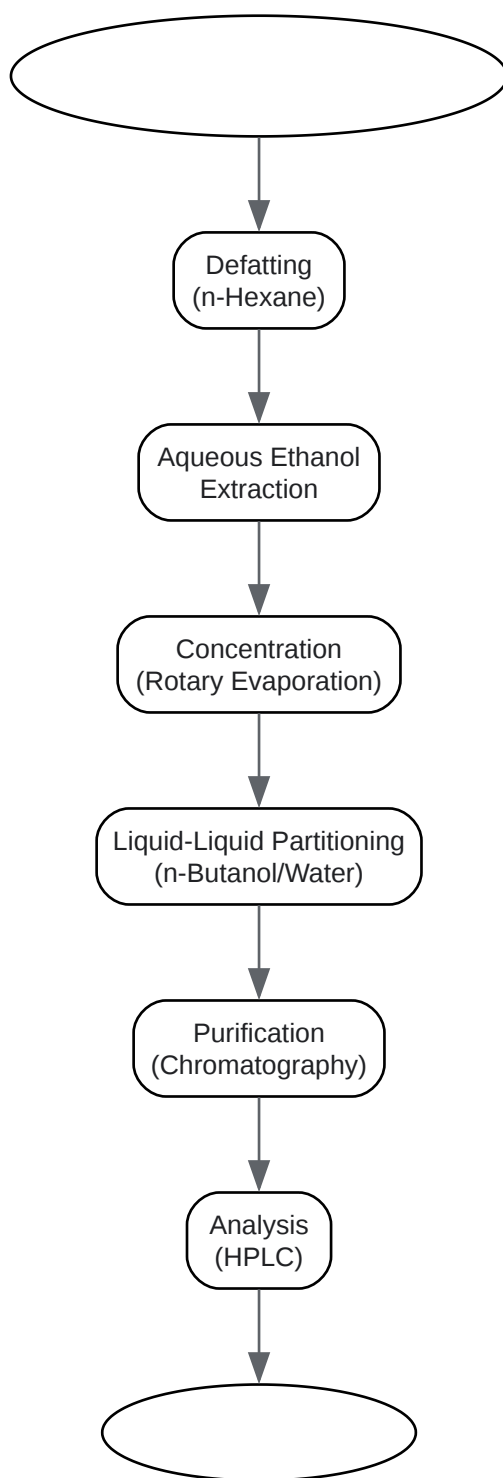 Defatting
(n-Hexane)
Aqueous Ethanol
Extraction
Concentration
(Rotary Evaporation)
Liquid-Liquid Partitioning
(n-Butanol/Water)
Purification
(Chromatography)
Analysis
(HPLC)